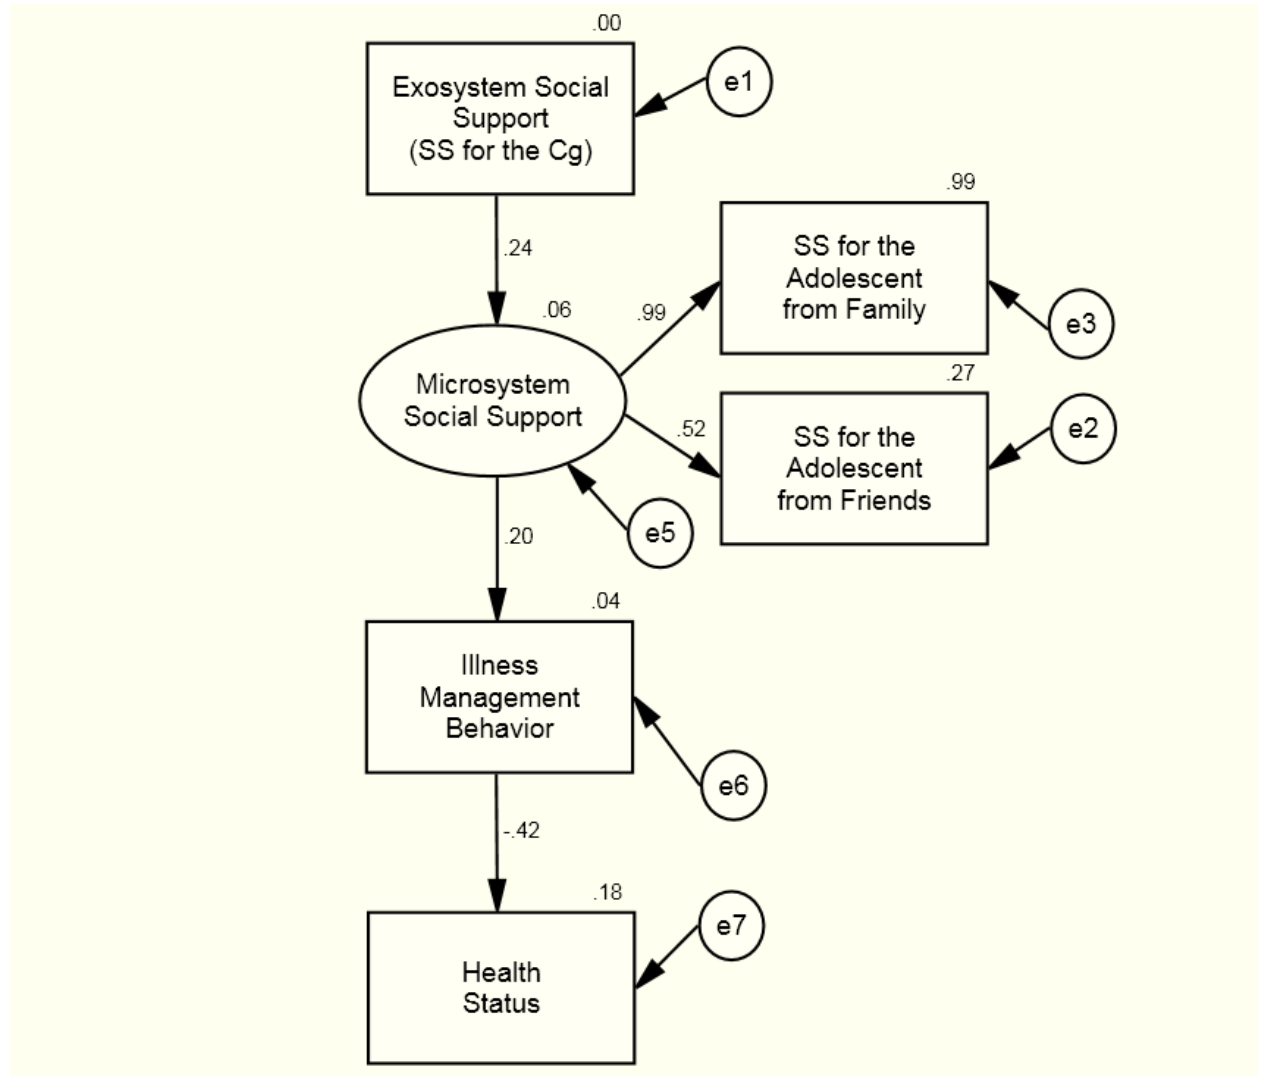 .00
Exosystem Social
Support
(SS for the Cg)
e1
.24
.99
SS for the
Adolescent
from Family
e3
.06
.99
Microsystem
Social Support
.27
.52
SS for the
Adolescent
from Friends
e2
e5
.20
.04
Illness
Management
Behavior
e6
-.42
.18
Health
Status
e7